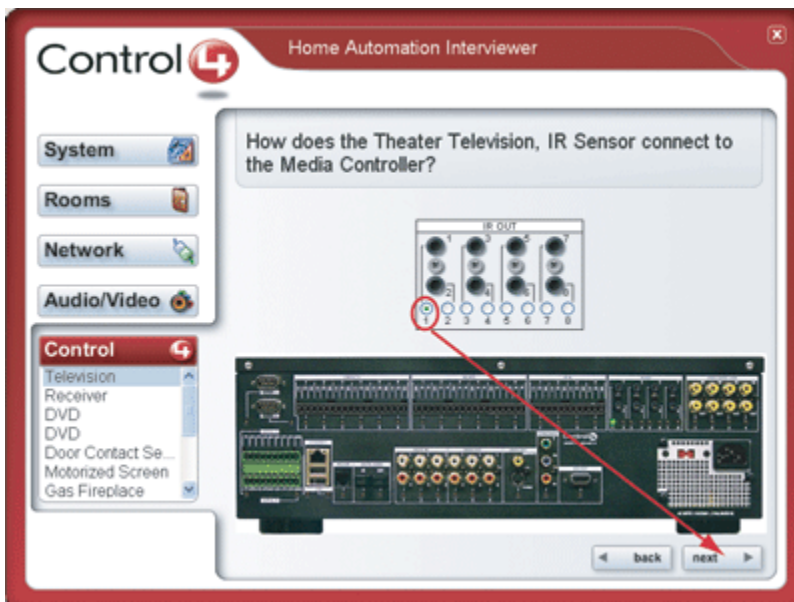 Control4
Home Automation Interviewer
System
Rooms
Network
Audio/Video
Control
Television
Receiver
DVD
DVD
Door Contact Se...
Motorized Screen
Gas Fireplace
How does the Theater Television, IR Sensor connect to
the Media Controller?
IR OUT
1 3 5 7
2 4 6 8
1 2 3 4 5 6 7 8
Control4
back
next